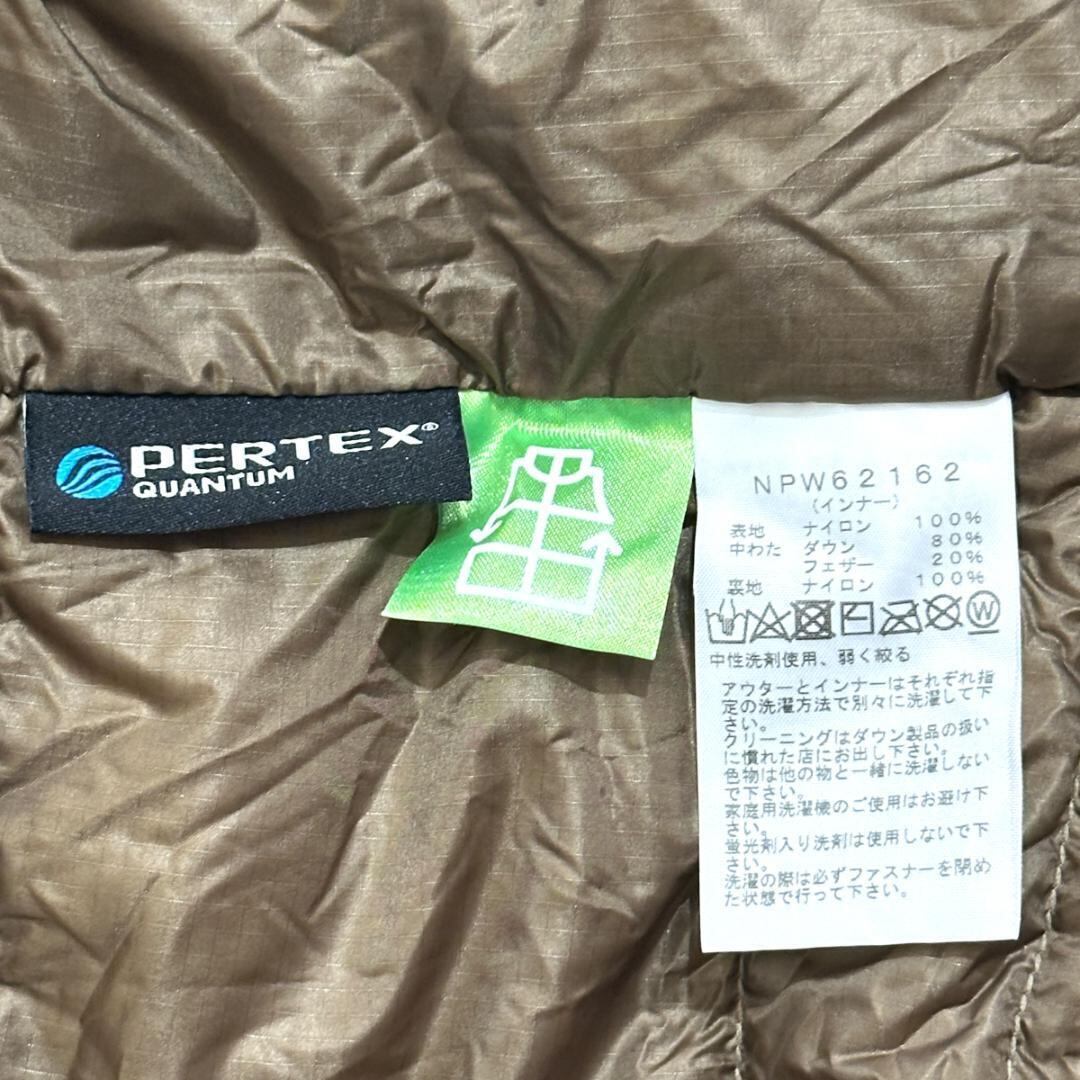 PERTEX®
QUANTUM
NPW62162
(インナー)
表地 ナイロン 100%
中わた ダウン 80%
フェザー 20%
裏地 ナイロン 100%
W
中性洗剤使用、弱く絞る
アウターとインナーはそれぞれ指
定の洗濯方法で別々に洗濯して下
さい。
クリーニングはダウン製品の扱い
に慣れた店にお出し下さい。
色物は他の物と一緒に洗濯しない
で下さい。
家庭用洗濯機のご使用はお避け下
さい。
蛍光剤入り洗剤は使用しないで下
さい。
洗濯の際は必ずファスナーを閉め
た状態で行って下さい。